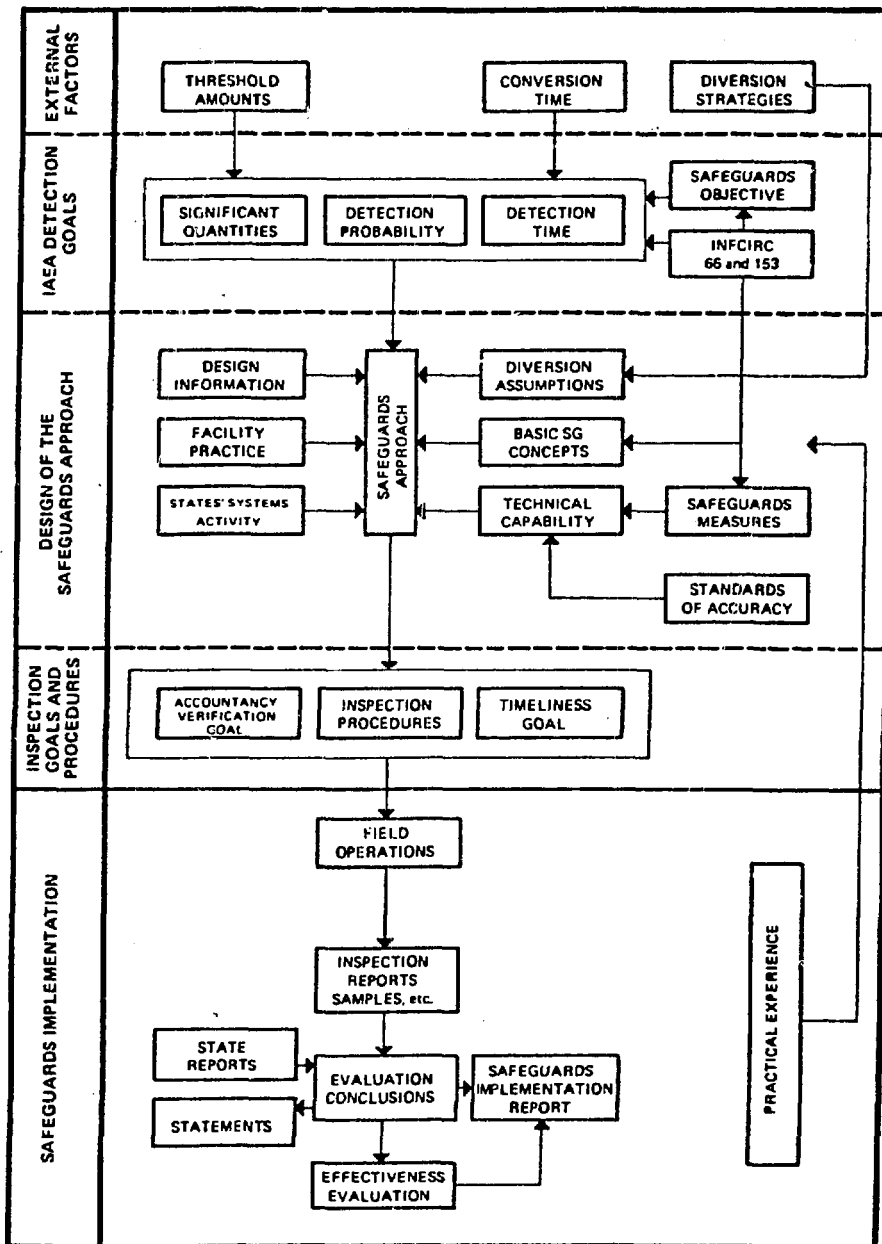 EXTERNAL
FACTORS
THRESHOLD
AMOUNTS
CONVERSION
TIME
DIVERSION
STRATEGIES
IAEA DETECTION
GOALS
SIGNIFICANT
QUANTITIES
DETECTION
PROBABILITY
DETECTION
TIME
SAFEGUARDS
OBJECTIVE
INFCIRC
66 and 153
DESIGN OF THE
SAFEGUARDS APPROACH
DESIGN
INFORMATION
FACILITY
PRACTICE
STATES' SYSTEMS
ACTIVITY
SAFEGUARDS
APPROACH
DIVERSION
ASSUMPTIONS
BASIC SG
CONCEPTS
TECHNICAL
CAPABILITY
SAFEGUARDS
MEASURES
STANDARDS
OF ACCURACY
INSPECTION
GOALS AND
PROCEDURES
ACCOUNTANCY
VERIFICATION
GOAL
INSPECTION
PROCEDURES
TIMELINESS
GOAL
SAFEGUARDS IMPLEMENTATION
FIELD
OPERATIONS
INSPECTION
REPORTS
SAMPLES, etc.
STATE
REPORTS
STATEMENTS
EVALUATION
CONCLUSIONS
SAFEGUARDS
IMPLEMENTATION
REPORT
EFFECTIVENESS
EVALUATION
PRACTICAL EXPERIENCE